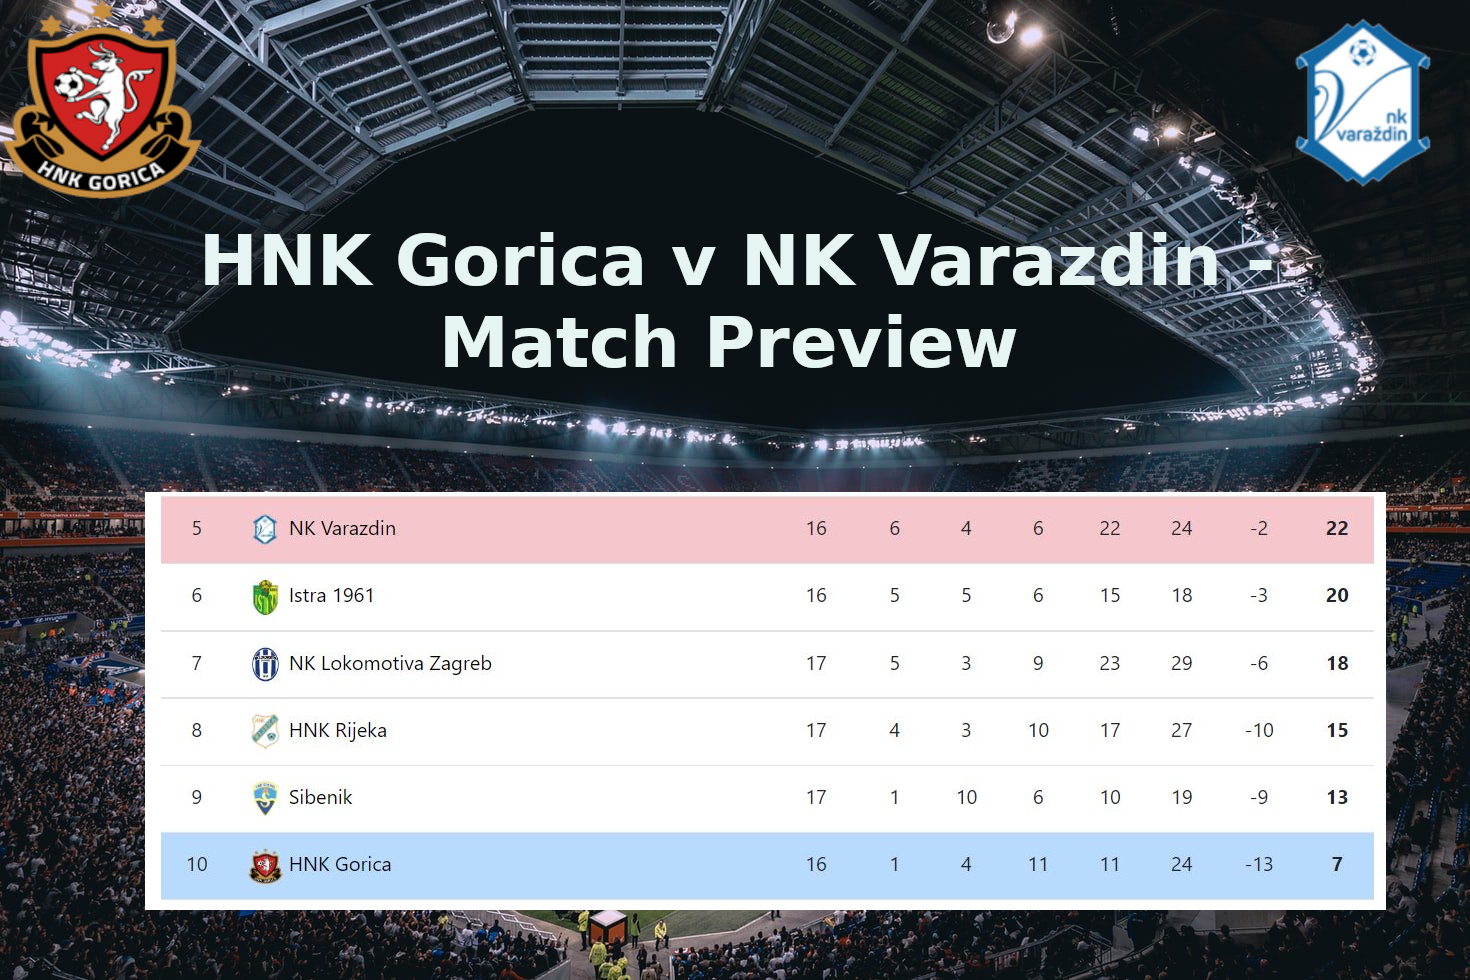 HNK GORICA
nk
varaždin
HNK Gorica v NK Varazdin -
Match Preview
5 NK Varazdin 16 6 4 6 22 24 -2 22
6 Istra 1961 16 5 5 6 15 18 -3 20
7 NK Lokomotiva Zagreb 17 5 3 9 23 29 -6 18
8 HNK Rijeka 17 4 3 10 17 27 -10 15
9 Sibenik 17 1 10 6 10 19 -9 13
10 HNK Gorica 16 1 4 11 11 24 -13 7
Groupama stadium
HYUNDAI